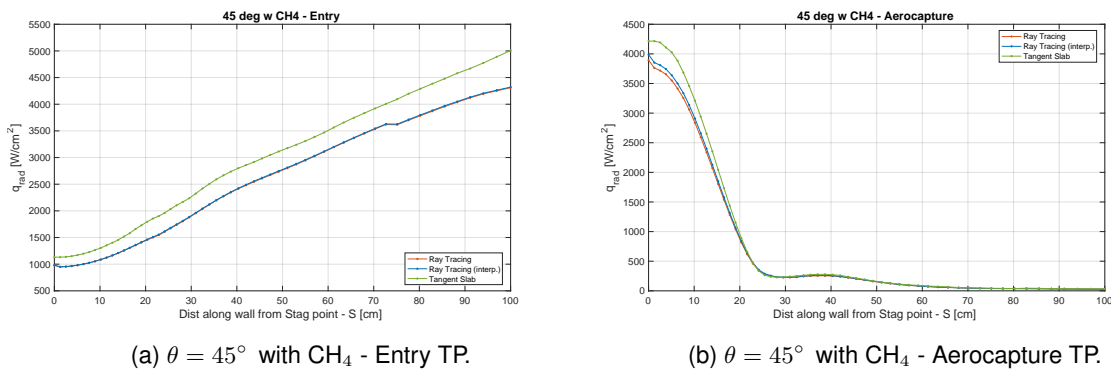 45 deg w CH4 - Entry
5500
5000
4500
4000
3500
3000
2500
2000
1500
1000
500
q_rad [W/cm^2]
0 10 20 30 40 50 60 70 80 90 100
Dist along wall from Stag point - S [cm]
Ray Tracing
Ray Tracing (interp.)
Tangent Slab
(a) θ = 45° with CH₄ - Entry TP.
45 deg w CH4 - Aerocapture
4500
4000
3500
3000
2500
2000
1500
1000
500
0
q_rad [W/cm^2]
0 10 20 30 40 50 60 70 80 90 100
Dist along wall from Stag point - S [cm]
Ray Tracing
Ray Tracing (interp.)
Tangent Slab
(b) θ = 45° with CH₄ - Aerocapture TP.